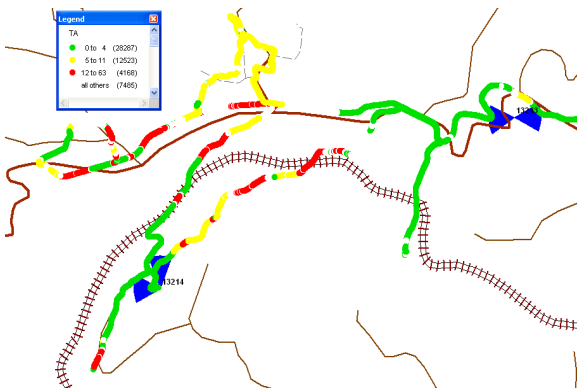 Legend
TA
0 to 4 (28287)
5 to 11 (12523)
12 to 63 (4168)
all others (7485)
13214